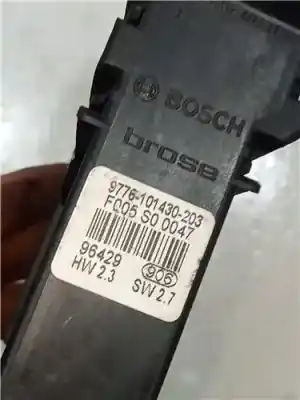 BOSCH
brose
9776-101430-203
F005 S0 0047
96429
906
HW 2.3
SW 2.7